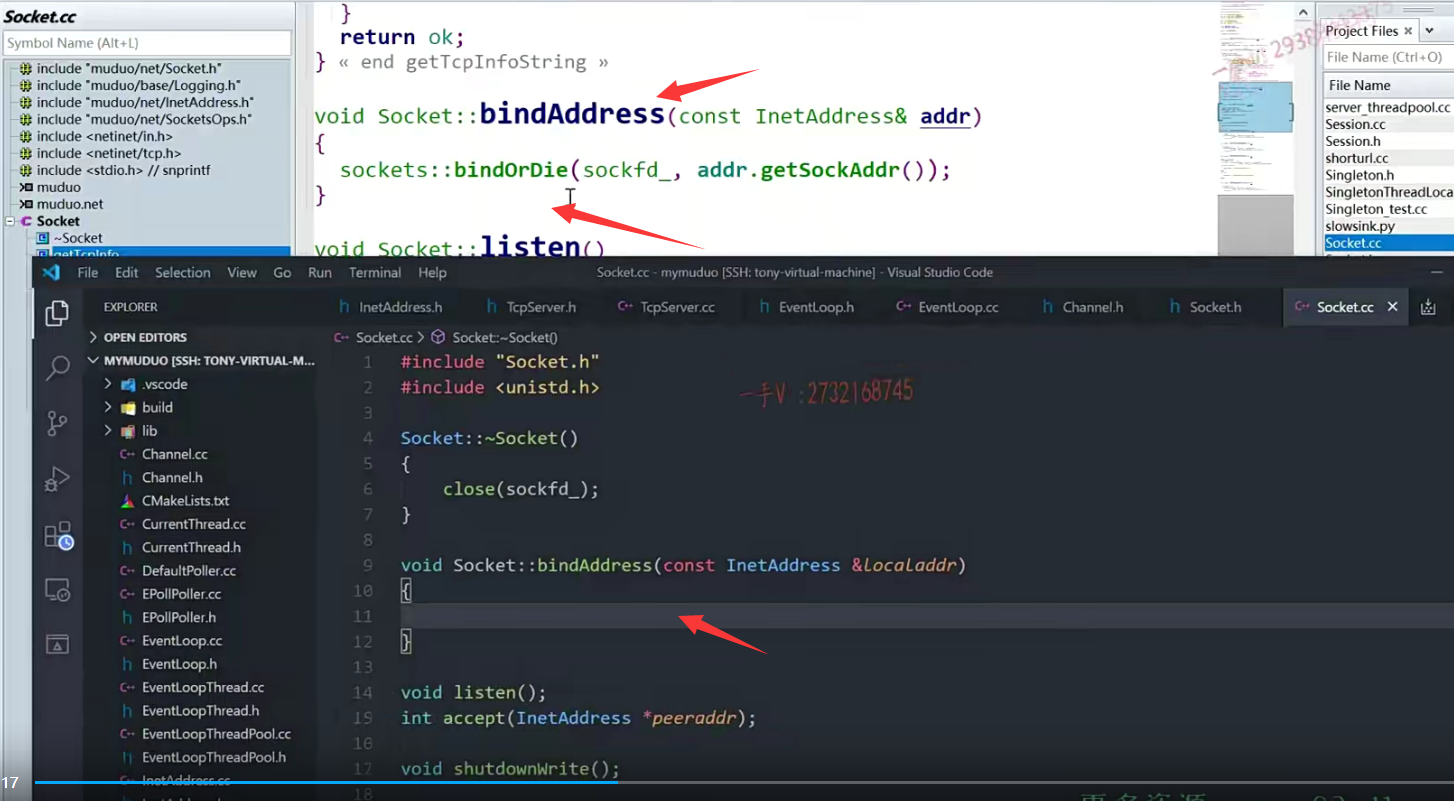 Socket.cc
Symbol Name (Alt+L)
include "muduo/net/Socket.h"
include "muduo/base/Logging.h"
include "muduo/net/InetAddress.h"
include "muduo/net/SocketsOps.h"
include <netinet/in.h>
include <netinet/tcp.h>
include <stdio.h> // snprintf
muduo
muduo.net
Socket
~Socket
getTcpInfo
}
return ok;
} « end getTcpInfoString »
void Socket::bindAddress(const InetAddress& addr)
{
sockets::bindOrDie(sockfd_, addr.getSockAddr());
}
void Socket::listen()
Project Files
File Name (Ctrl+O)
File Name
server_threadpool.cc
Session.cc
Session.h
shorturl.cc
Singleton.h
SingletonThreadLoca
Singleton_test.cc
slowsink.py
Socket.cc
File Edit Selection View Go Run Terminal Help
Socket.cc - mymuduo [SSH: tony-virtual-machine] - Visual Studio Code
EXPLORER
InetAddress.h TcpServer.h TcpServer.cc EventLoop.h EventLoop.cc Channel.h Socket.h Socket.cc
OPEN EDITORS
MYMUDUO [SSH: TONY-VIRTUAL-M...
.vscode
build
lib
Channel.cc
Channel.h
CMakeLists.txt
CurrentThread.cc
CurrentThread.h
DefaultPoller.cc
EPollPoller.cc
EPollPoller.h
EventLoop.cc
EventLoop.h
EventLoopThread.cc
EventLoopThread.h
EventLoopThreadPool.cc
EventLoopThreadPool.h
InetAddress.cc
Socket.cc > Socket::~Socket()
1 #include "Socket.h"
2 #include <unistd.h>
3
4 Socket::~Socket()
5 {
6 close(sockfd_);
7 }
8
9 void Socket::bindAddress(const InetAddress &localaddr)
10 {
11
12 }
13
14 void listen();
15 int accept(InetAddress *peeraddr);
16
17 void shutdownWrite();
18
一手V :2732168745
17